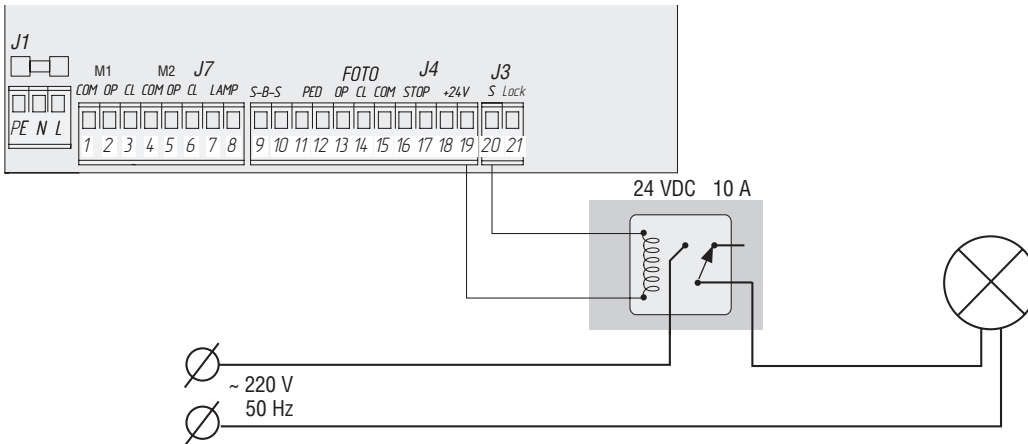 J1
M1 M2 J7 FOTO J4 J3
COM OP CL COM OP CL LAMP S-B-S PED OP CL COM STOP +24V S Lock
PE N L
1 2 3 4 5 6 7 8 9 10 11 12 13 14 15 16 17 18 19 20 21
24 VDC 10 A
~ 220 V
50 Hz